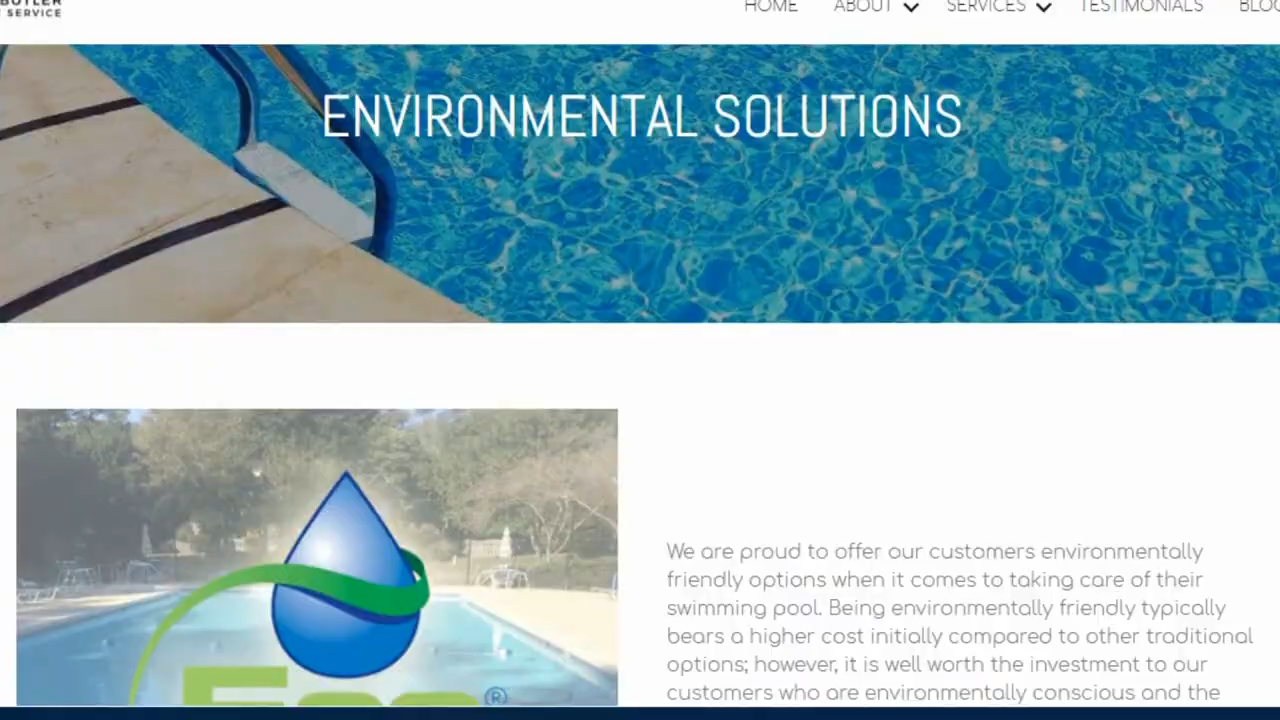 BUTLER
SERVICE
HOME ABOUT SERVICES TESTIMONIALS
ENVIRONMENTAL SOLUTIONS
We are proud to offer our customers environmentally
friendly options when it comes to taking care of their
swimming pool. Being environmentally friendly typically
bears a higher cost initially compared to other traditional
options; however, it is well worth the investment to our
customers who are environmentally conscious and the
Eco®